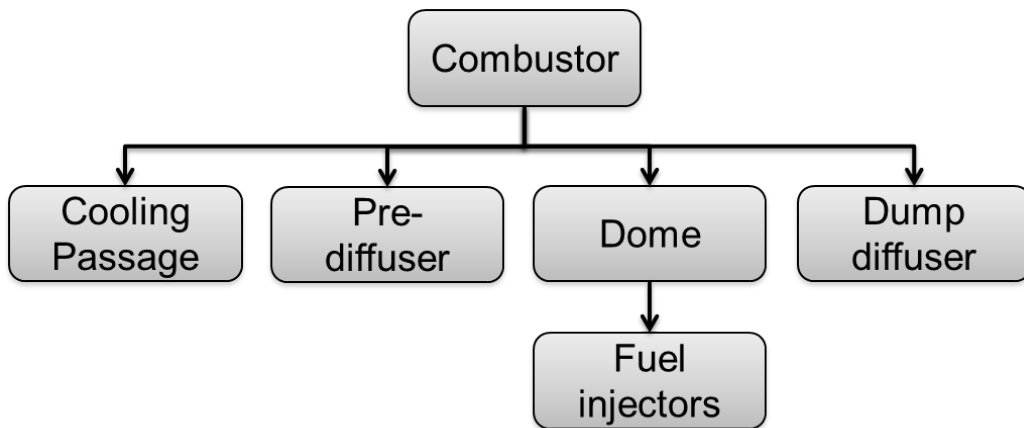 Combustor
Cooling
Passage
Pre-
diffuser
Dome
Dump
diffuser
Fuel
injectors